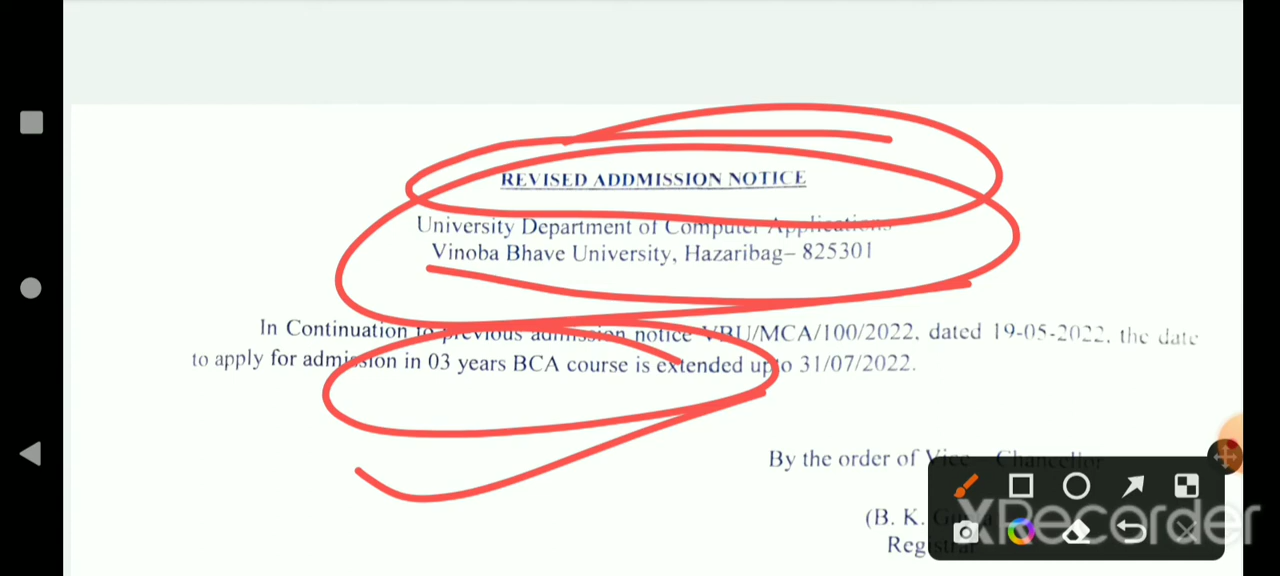 REVISED ADDMISSION NOTICE
University Department of Computer Applications
Vinoba Bhave University, Hazaribag– 825301
In Continuation to previous admission notice VBU/MCA/100/2022, dated 19-05-2022, the date
to apply for admission in 03 years BCA course is extended upto 31/07/2022.
By the order of Vice Chancellor
(B. K.
Registrar
XRecorder